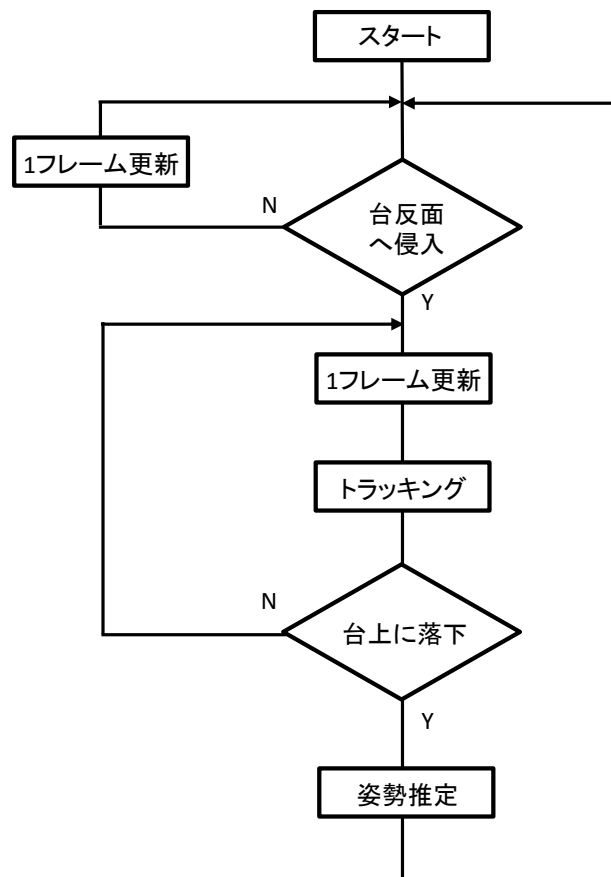 スタート
1フレーム更新
N
台反面
へ侵入
Y
1フレーム更新
トラッキング
N
台上に落下
Y
姿勢推定